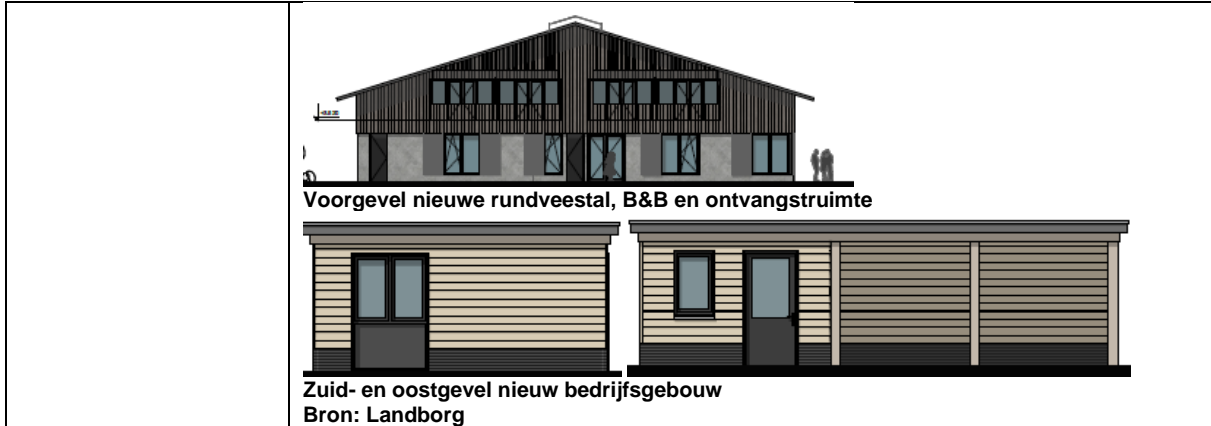 Voorgevel nieuwe rundveestal, B&B en ontvangstruimte
Zuid- en oostgevel nieuw bedrijfsgebouw
Bron: Landborg